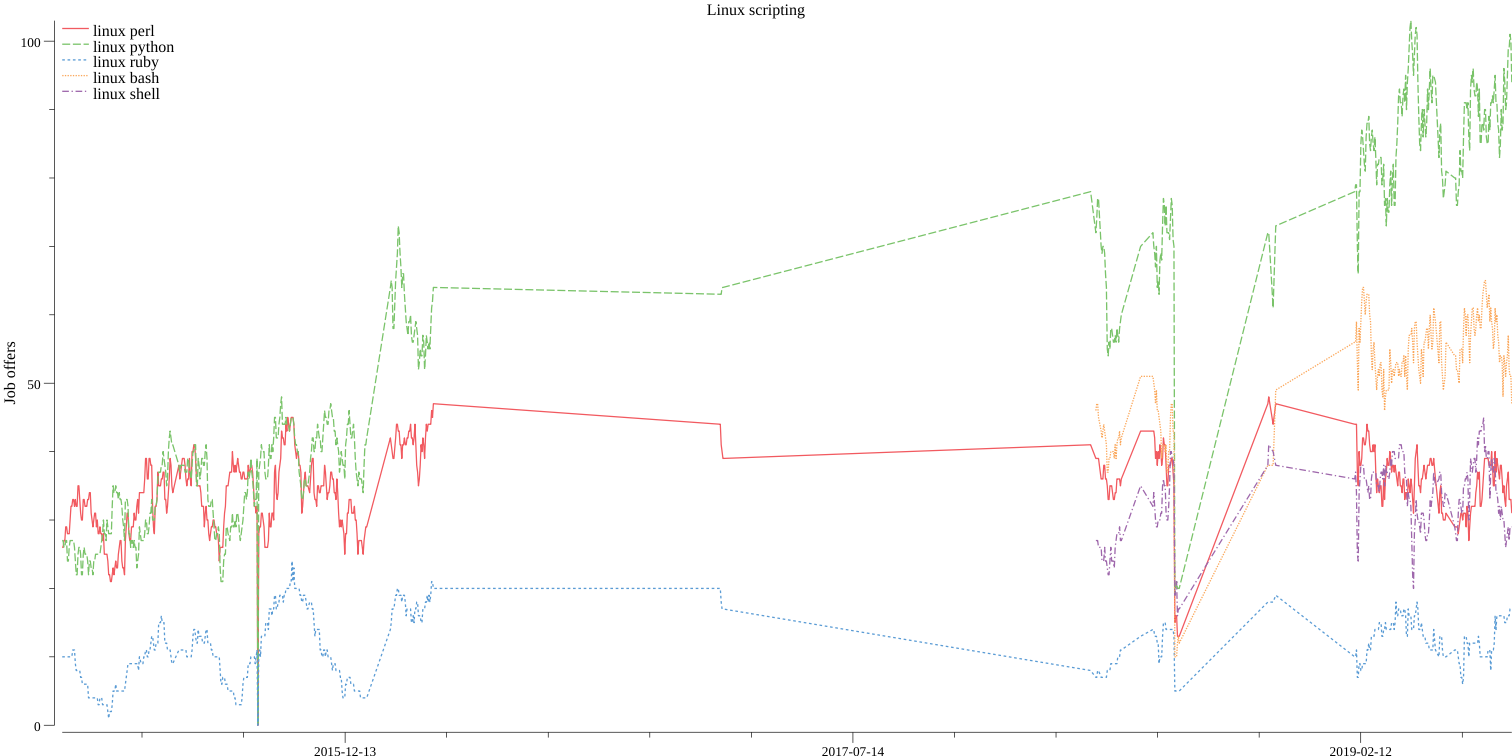 Linux scripting
linux perl
linux python
linux ruby
linux bash
linux shell
100
50
0
Job offers
2015-12-13
2017-07-14
2019-02-12